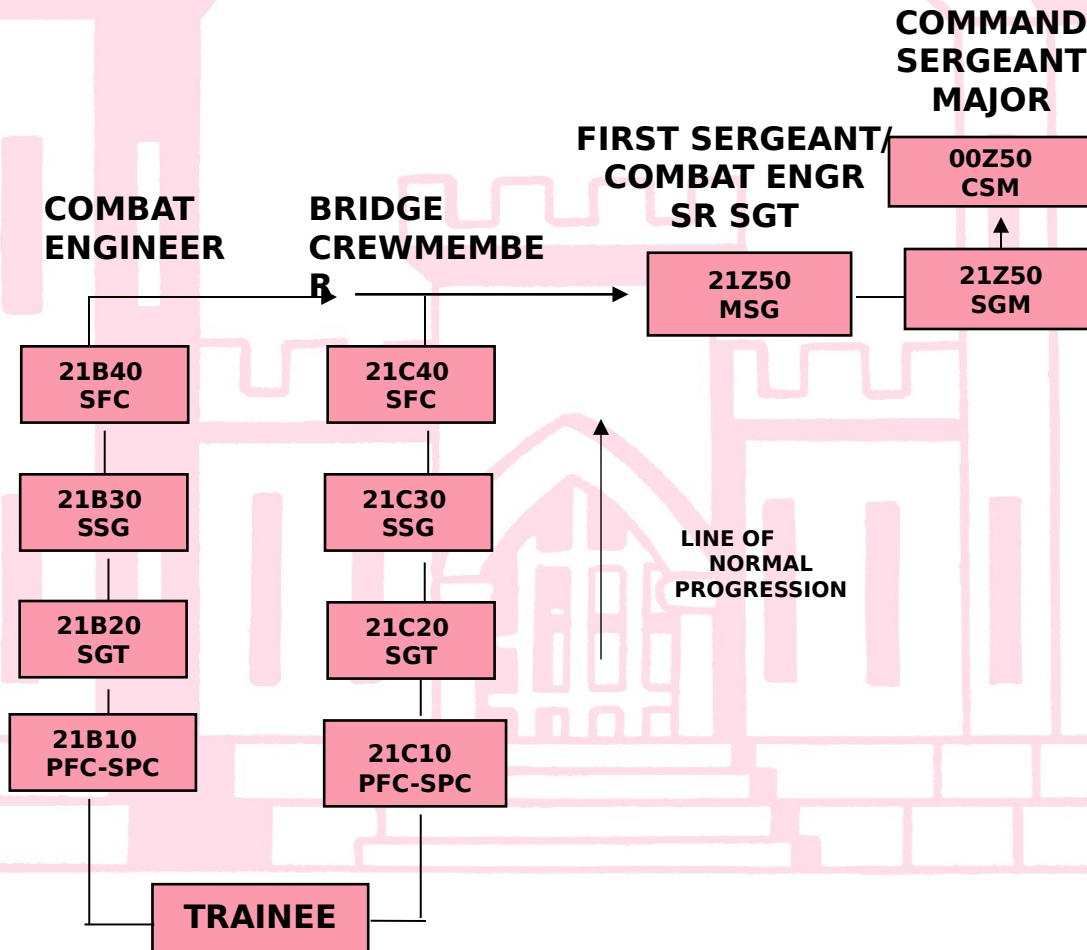 COMMAND
SERGEANT
MAJOR
FIRST SERGEANT/
COMBAT ENGR
SR SGT
00Z50
CSM
COMBAT
ENGINEER
BRIDGE
CREWMEMBE
R
21Z50
MSG
21Z50
SGM
21B40
SFC
21C40
SFC
21B30
SSG
21C30
SSG
LINE OF
NORMAL
PROGRESSION
21B20
SGT
21C20
SGT
21B10
PFC-SPC
21C10
PFC-SPC
TRAINEE